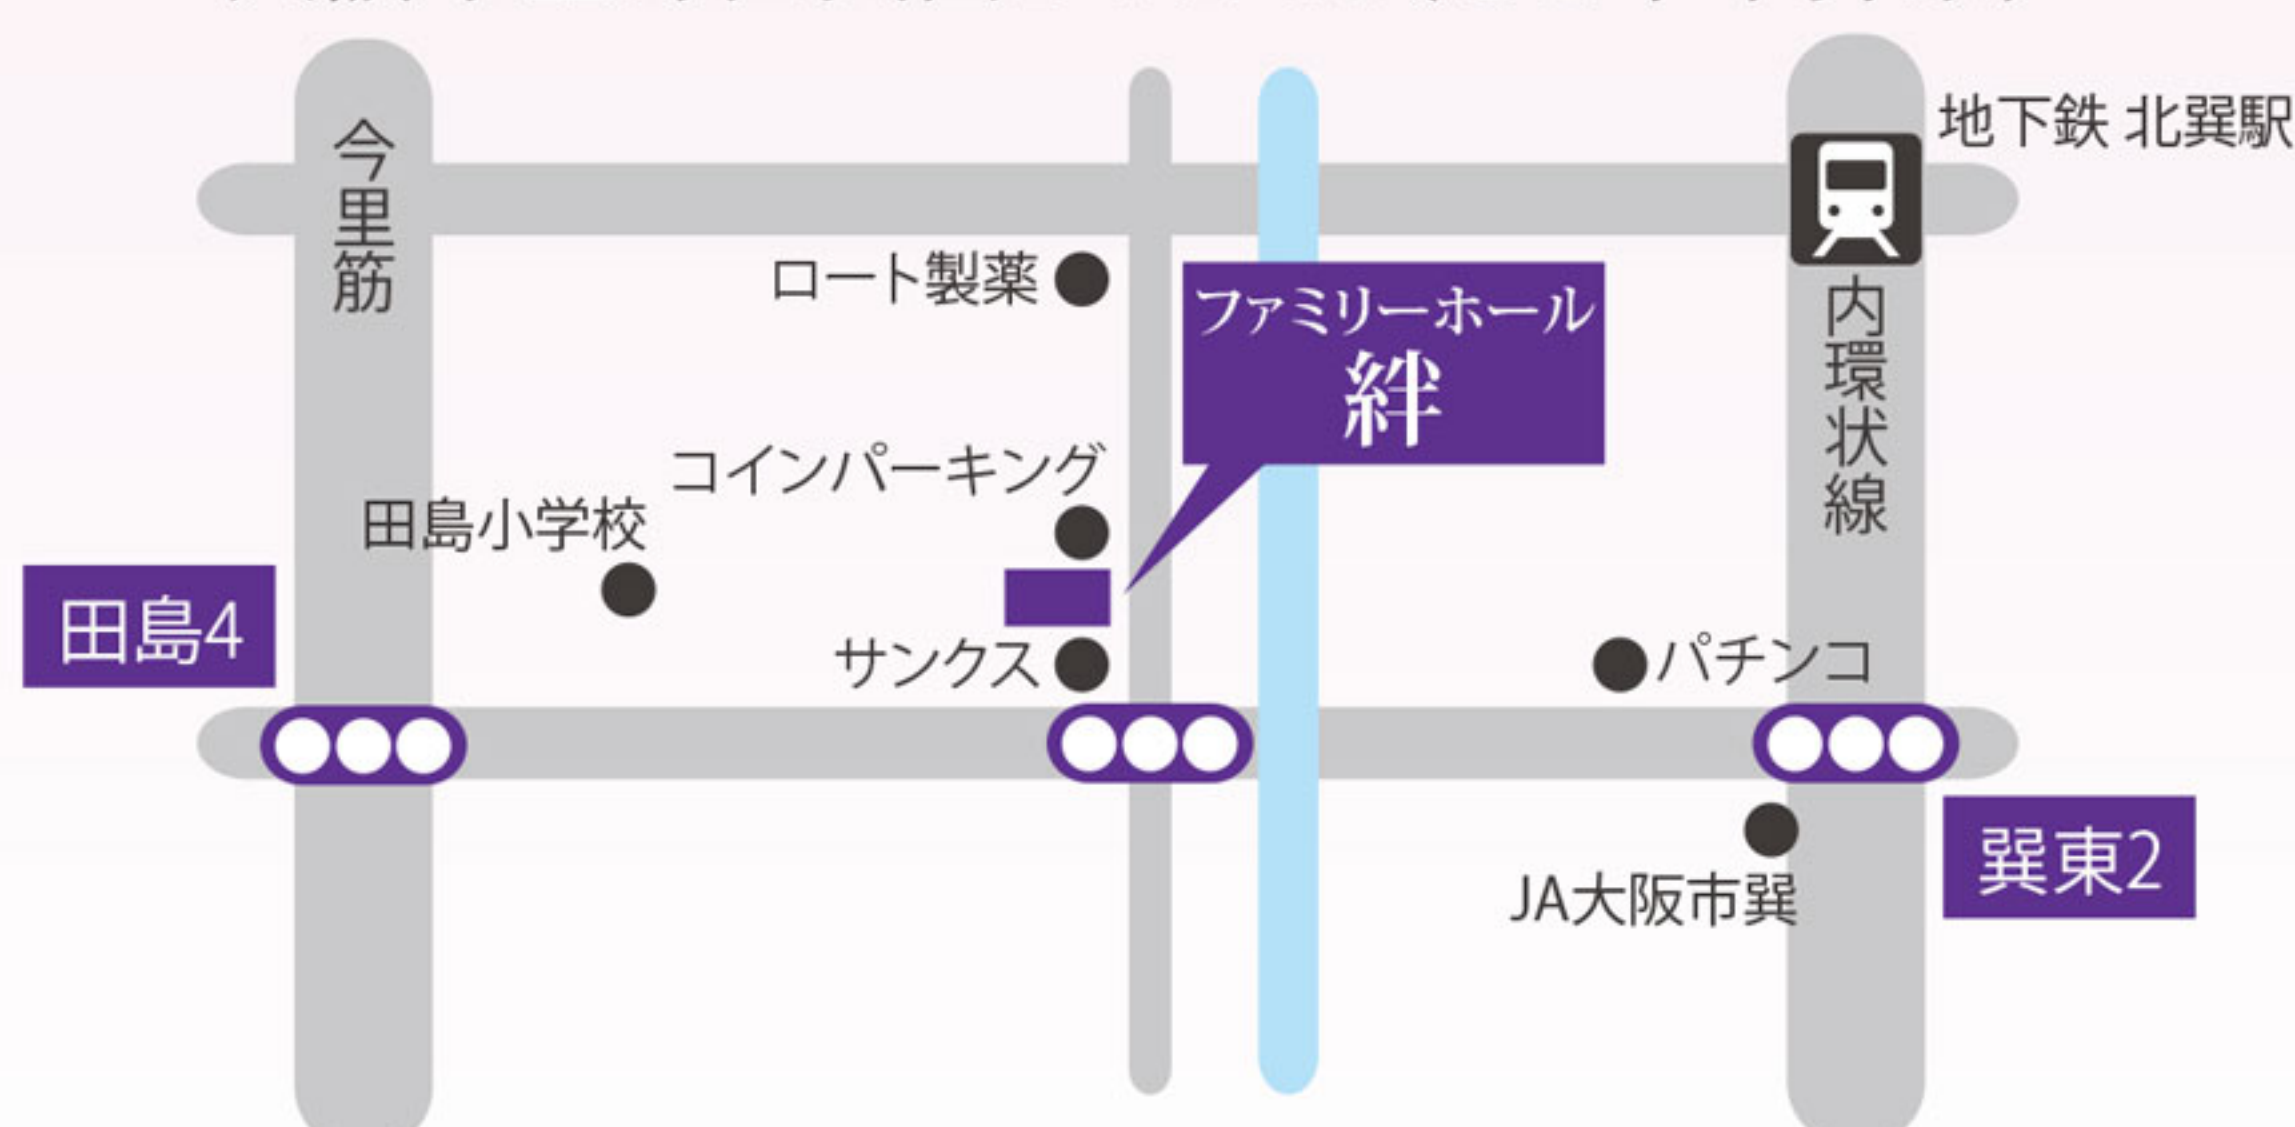 地下鉄 北巽駅
今里筋
ロート製薬
ファミリーホール
絆
内環状線
コインパーキング
田島小学校
田島4
サンクス
パチンコ
JA大阪市巽
巽東2